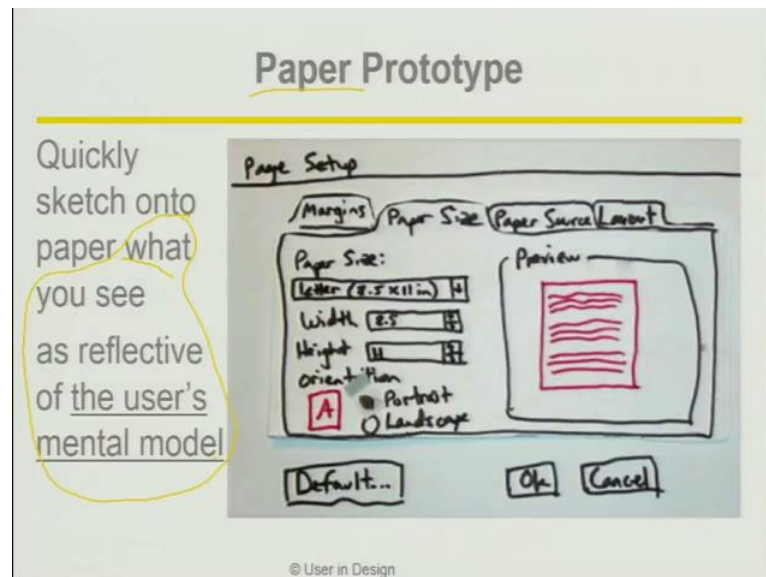 Paper Prototype
Quickly
sketch onto
paper what
you see
as reflective
of the user's
mental model
Page Setup
Margins Paper Size Paper Source Layout
Paper Size:
Letter (8.5 x 11 in)
Width 8.5
Height 11
orientation
A
Portrait
Landscape
Preview
Default... Ok Cancel
© User in Design